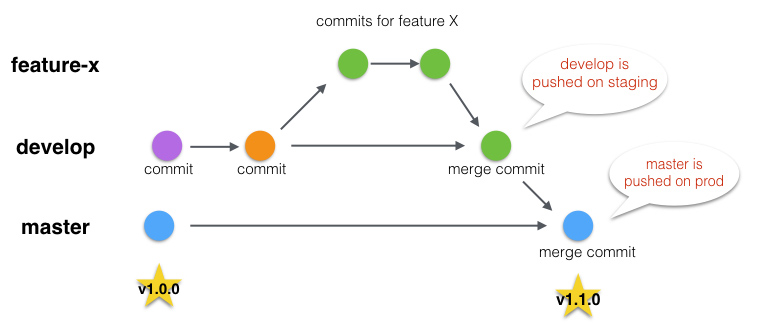 commits for feature X
feature-x
develop is
pushed on staging
develop
commit
commit
merge commit
master is
pushed on prod
master
merge commit
v1.0.0
v1.1.0